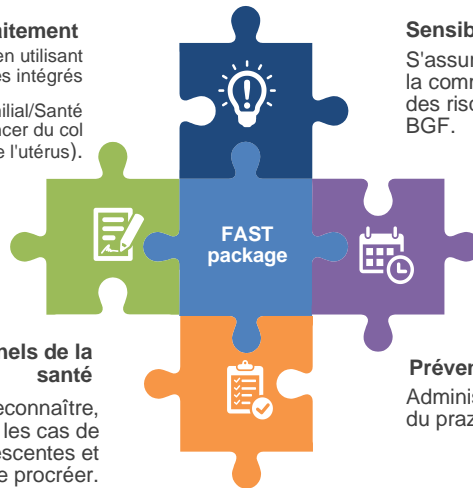 aitement
en utilisant
es intégrés
ilial/Santé
ncer du col
e l'utérus).
Sensib
S'assur
la comm
des risc
BGF.
FAST
package
nels de la
santé
econnaître,
les cas de
escentes et
e procréer.
Préven
Adminis
du praz